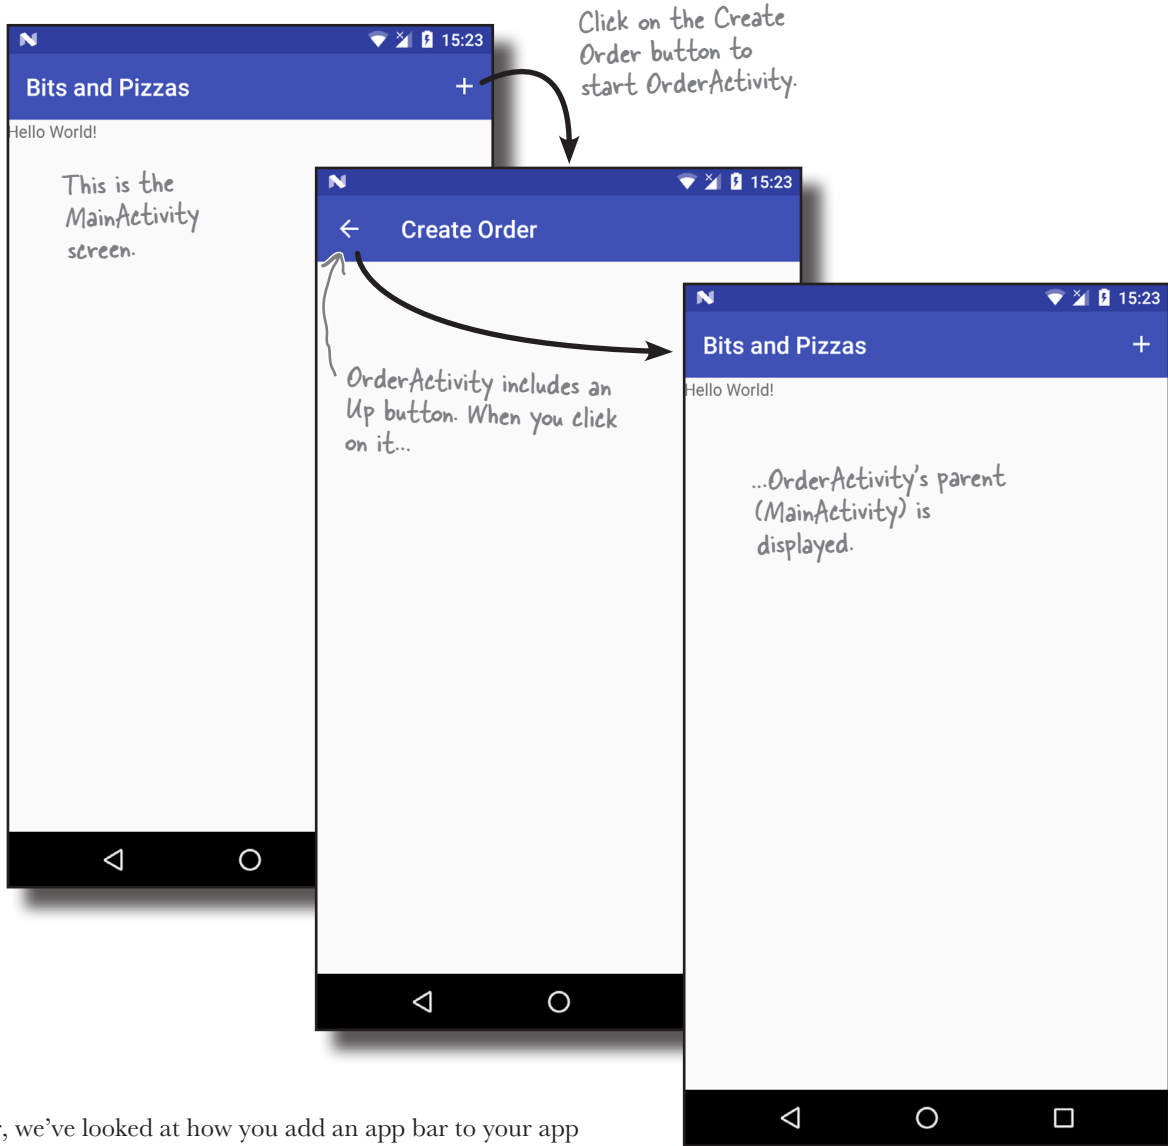 Click on the Create
Order button to
start OrderActivity.
15:23
Bits and Pizzas
Hello World!
This is the
MainActivity
screen.
15:23
Create Order
OrderActivity includes an
Up button. When you click
on it...
15:23
Bits and Pizzas
Hello World!
...OrderActivity's parent
(MainActivity) is
displayed.
, we've looked at how you add an app bar to your app